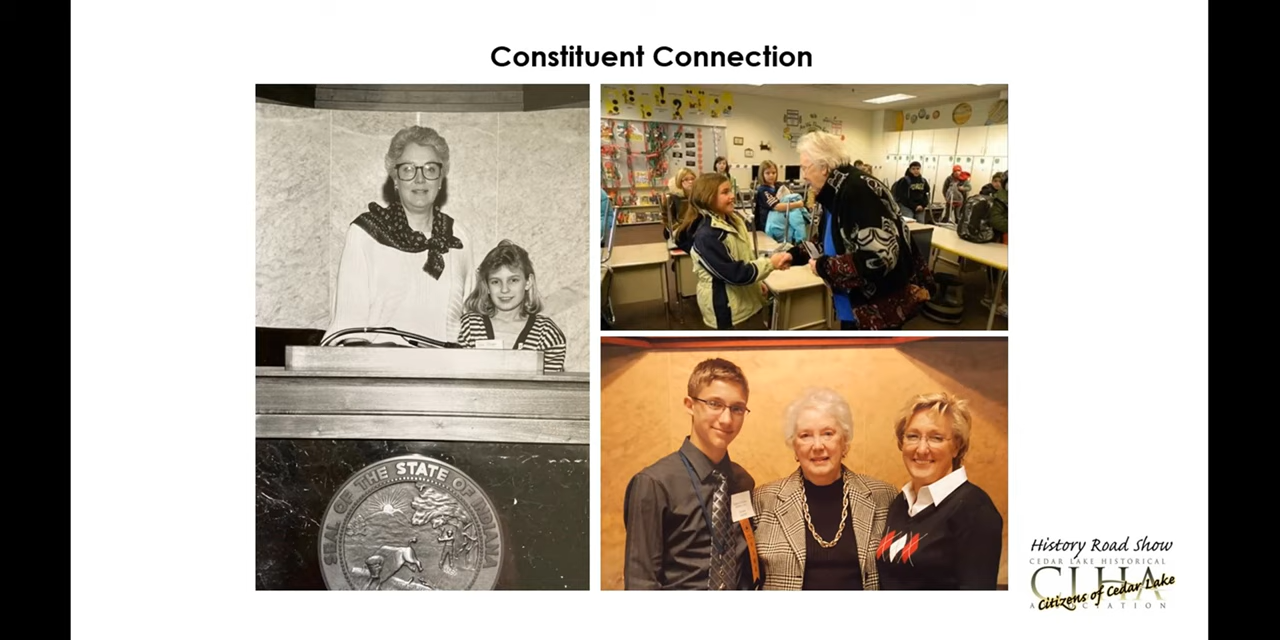 Constituent Connection
SEAL OF THE STATE OF INDIANA
History Road Show
CEDAR LAKE HISTORICAL
CLHA
Citizens of Cedar Lake
ASSOCIATION